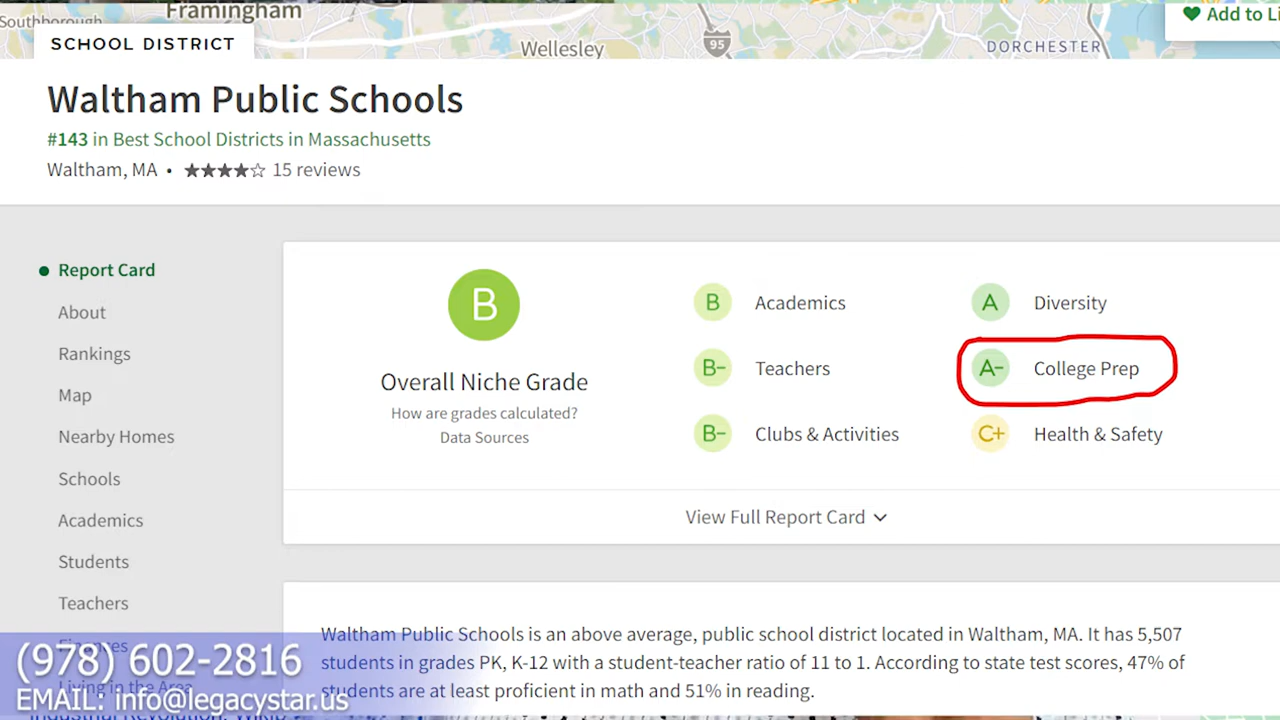 Framingham
Southborough
Wellesley
95
DORCHESTER
Add to Li
SCHOOL DISTRICT
Waltham Public Schools
#143 in Best School Districts in Massachusetts
Waltham, MA • ★★★★☆ 15 reviews
Report Card
About
Rankings
Map
Nearby Homes
Schools
Academics
Students
Teachers
Finances
Living in the Area
B
Overall Niche Grade
How are grades calculated?
Data Sources
B Academics
B- Teachers
B- Clubs & Activities
A Diversity
A- College Prep
C+ Health & Safety
View Full Report Card
Waltham Public Schools is an above average, public school district located in Waltham, MA. It has 5,507
students in grades PK, K-12 with a student-teacher ratio of 11 to 1. According to state test scores, 47% of
students are at least proficient in math and 51% in reading.
(978) 602-2816
EMAIL: info@legacystar.us